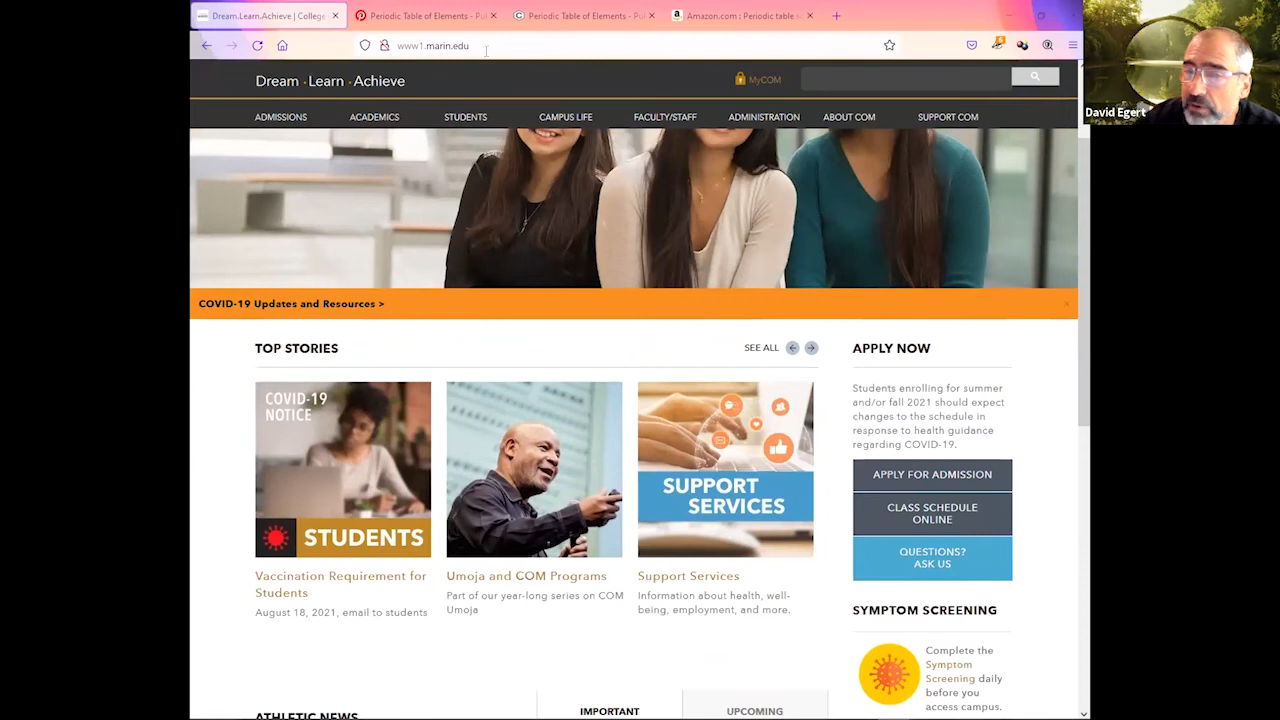 Dream.Learn.Achieve | College
Periodic Table of Elements - Pu
Periodic Table of Elements - Pu
Amazon.com : Periodic table
www1.marin.edu
David Egert
Dream · Learn · Achieve
MyCOM
ADMISSIONS ACADEMICS STUDENTS CAMPUS LIFE FACULTY/STAFF ADMINISTRATION ABOUT COM SUPPORT COM
COVID-19 Updates and Resources >
TOP STORIES
SEE ALL
COVID-19
NOTICE
STUDENTS
Vaccination Requirement for
Students
August 18, 2021, email to students
Umoja and COM Programs
Part of our year-long series on COM
Umoja
SUPPORT
SERVICES
Support Services
Information about health, well-
being, employment, and more.
APPLY NOW
Students enrolling for summer
and/or fall 2021 should expect
changes to the schedule in
response to health guidance
regarding COVID-19.
APPLY FOR ADMISSION
CLASS SCHEDULE
ONLINE
QUESTIONS?
ASK US
SYMPTOM SCREENING
Complete the
Symptom
Screening daily
before you
access campus.
ATHLETIC NEWS
IMPORTANT
UPCOMING